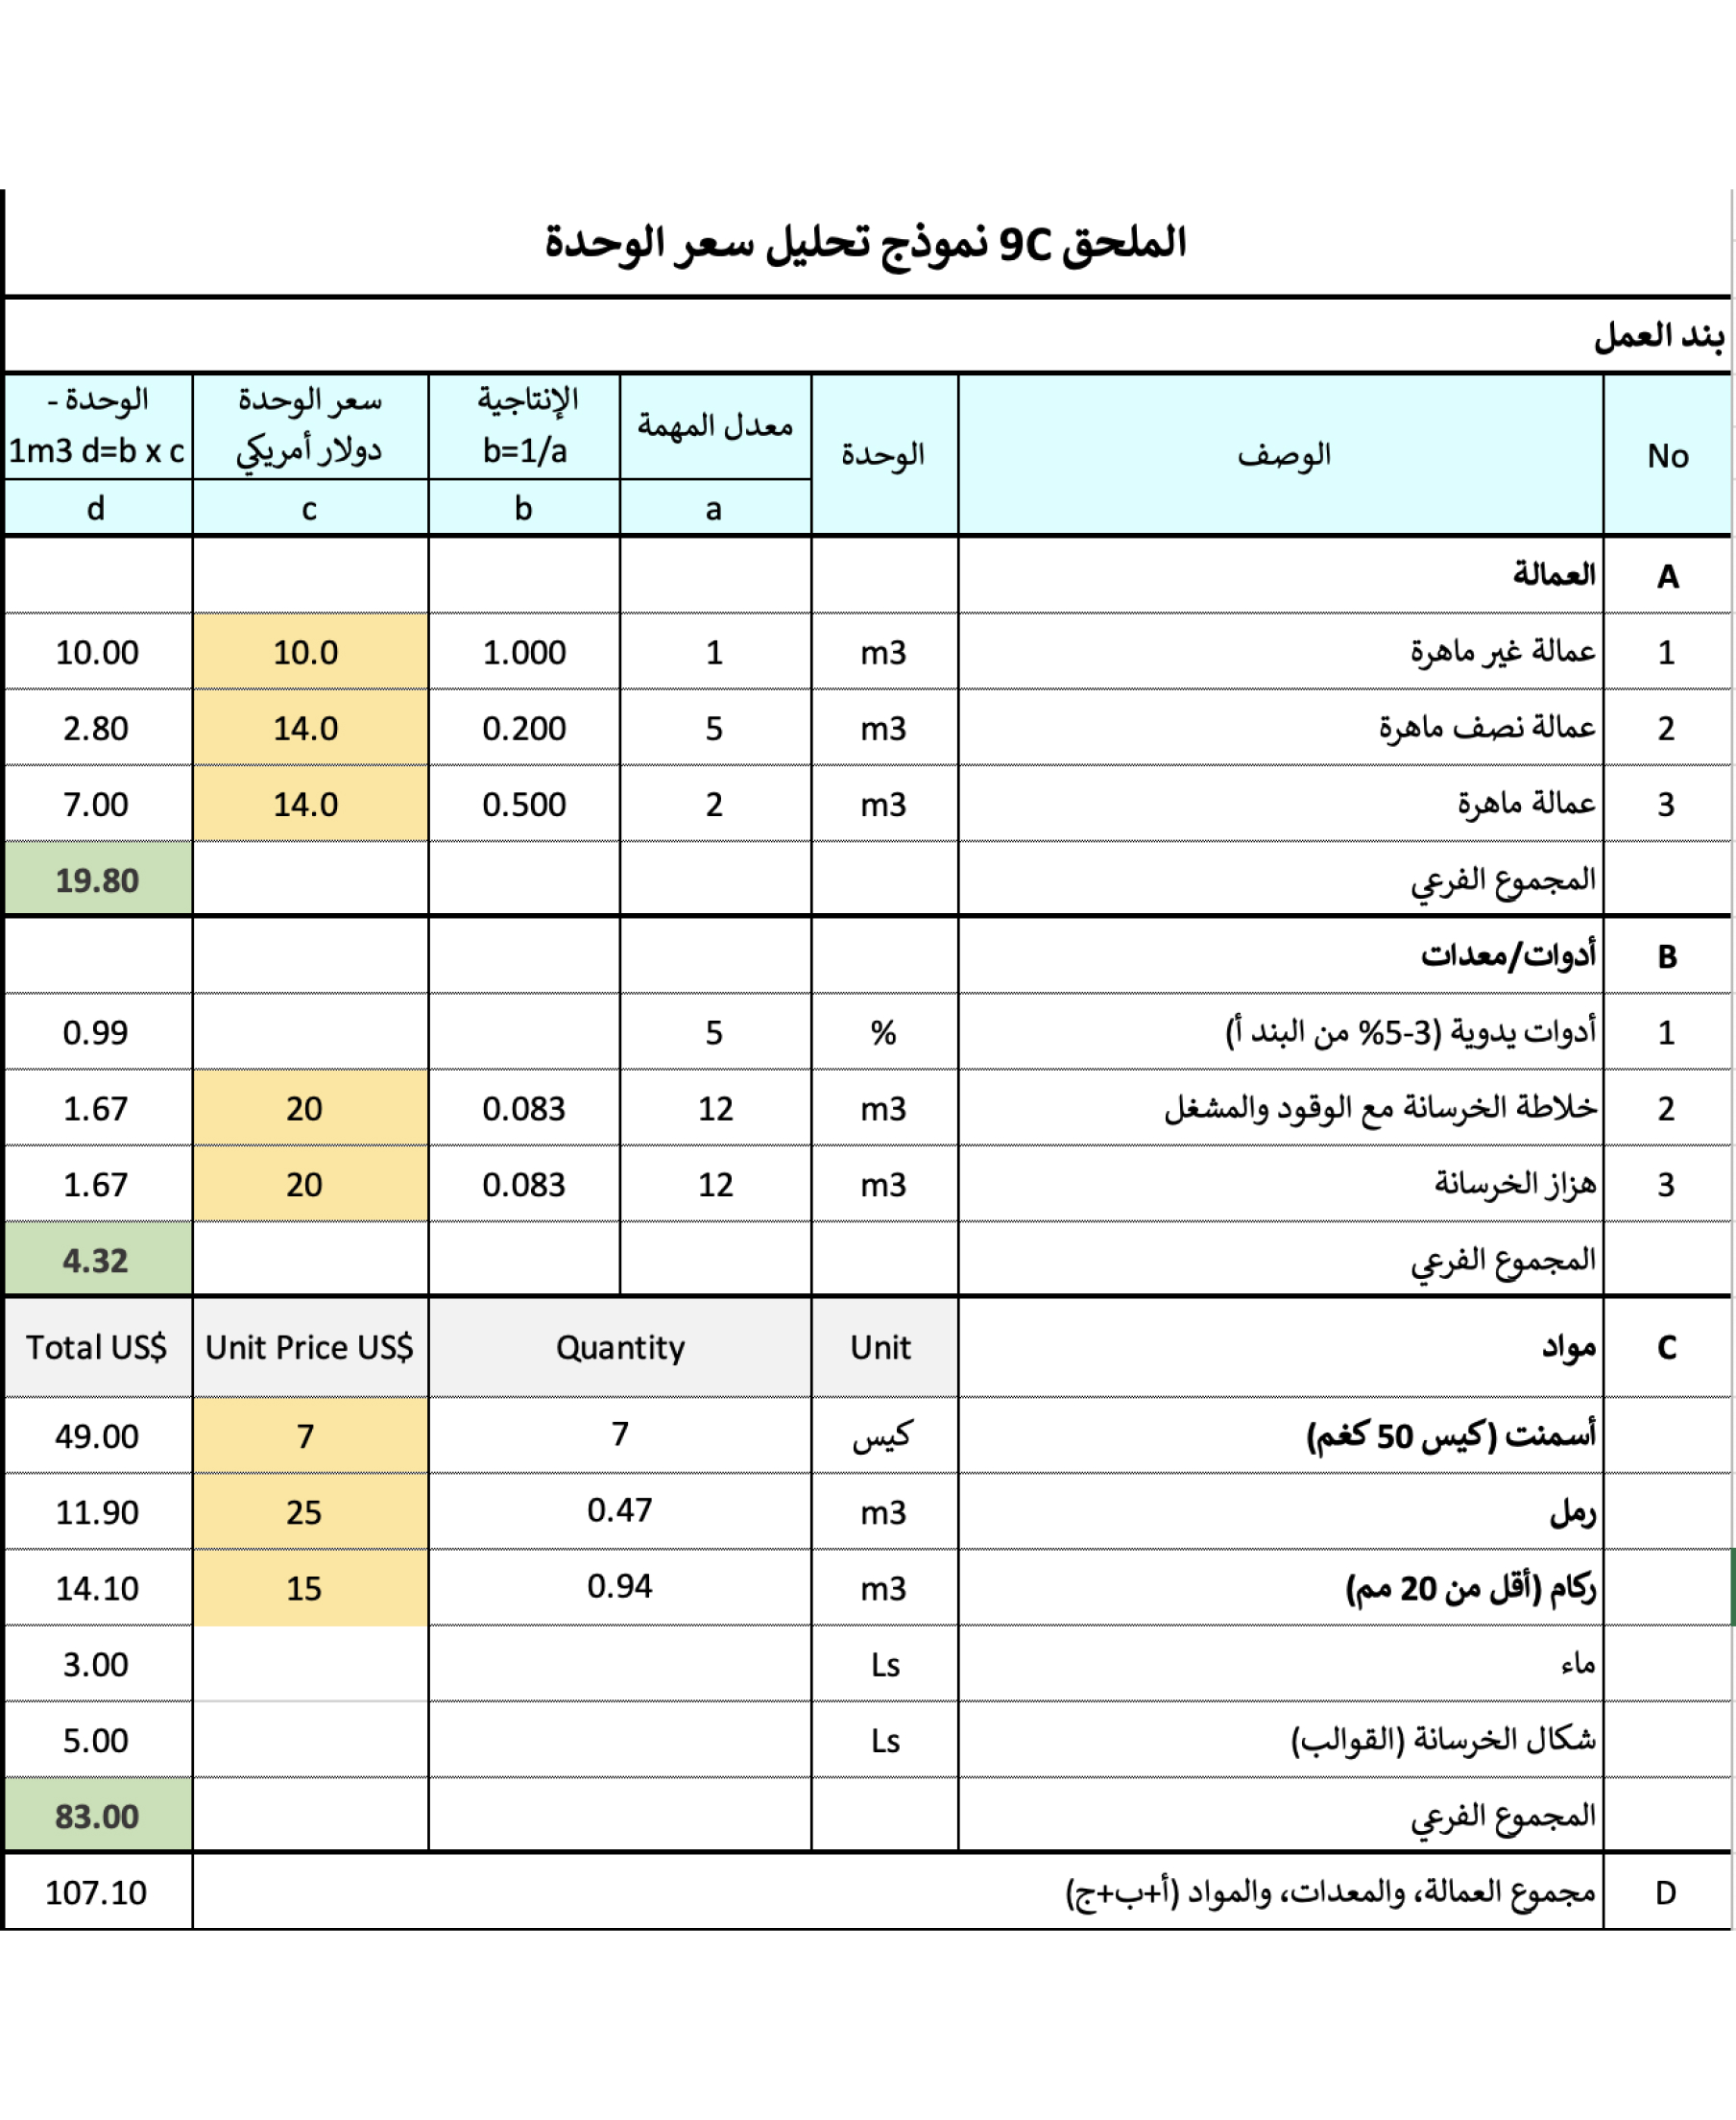 الملحق 9C نموذج تحليل سعر الوحدة
بند العمل
No الوصف الوحدة معدل المهمة الإنتاجية b=1/a سعر الوحدة دولار أمريكي الوحدة - 1m3 d=b x c
a b c d
A العمالة
1 عمالة غير ماهرة m3 1 1.000 10.0 10.00
2 عمالة نصف ماهرة m3 5 0.200 14.0 2.80
3 عمالة ماهرة m3 2 0.500 14.0 7.00
المجموع الفرعي 19.80
B أدوات/معدات
1 أدوات يدوية (3-5% من البند أ) % 5 0.99
2 خلاطة الخرسانة مع الوقود والمشغل m3 12 0.083 20 1.67
3 هزاز الخرسانة m3 12 0.083 20 1.67
المجموع الفرعي 4.32
C مواد Unit Quantity Unit Price US$ Total US$
أسمنت (كيس 50 كغم) كيس 7 7 49.00
رمل m3 0.47 25 11.90
ركام (أقل من 20 مم) m3 0.94 15 14.10
ماء Ls 3.00
شكال الخرسانة (القوالب) Ls 5.00
المجموع الفرعي 83.00
D مجموع العمالة، والمعدات، والمواد (أ+ب+ج) 107.10